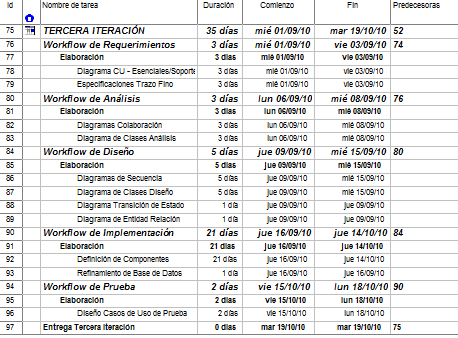 Id Nombre de tarea Duración Comienzo Fin Predecesoras
75 TERCERA ITERACIÓN 35 días mié 01/09/10 mar 19/10/10 52
76 Workflow de Requerimientos 3 días mié 01/09/10 vie 03/09/10 74
77 Elaboración 3 días mié 01/09/10 vie 03/09/10
78 Diagrama CU - Esenciales/Soporte 3 días mié 01/09/10 vie 03/09/10
79 Especificaciones Trazo Fino 3 días mié 01/09/10 vie 03/09/10
80 Workflow de Análisis 3 días lun 06/09/10 mié 08/09/10 76
81 Elaboración 3 días lun 06/09/10 mié 08/09/10
82 Diagramas Colaboración 3 días lun 06/09/10 mié 08/09/10
83 Diagrama de Clases Análisis 3 días lun 06/09/10 mié 08/09/10
84 Workflow de Diseño 5 días jue 09/09/10 mié 15/09/10 80
85 Elaboración 5 días jue 09/09/10 mié 15/09/10
86 Diagramas de Secuencia 5 días jue 09/09/10 mié 15/09/10
87 Diagrama de Clases Diseño 5 días jue 09/09/10 mié 15/09/10
88 Diagrama Transición de Estado 1 día jue 09/09/10 jue 09/09/10
89 Diagrama de Entidad Relación 1 día jue 09/09/10 jue 09/09/10
90 Workflow de Implementación 21 días jue 16/09/10 jue 14/10/10 84
91 Elaboración 21 días jue 16/09/10 jue 14/10/10
92 Definición de Componentes 21 días jue 16/09/10 jue 14/10/10
93 Refinamiento de Base de Datos 1 día jue 16/09/10 jue 16/09/10
94 Workflow de Prueba 2 días vie 15/10/10 lun 18/10/10 90
95 Elaboración 2 días vie 15/10/10 lun 18/10/10
96 Diseño Casos de Uso de Prueba 2 días vie 15/10/10 lun 18/10/10
97 Entrega Tercera Iteración 0 días mar 19/10/10 mar 19/10/10 75